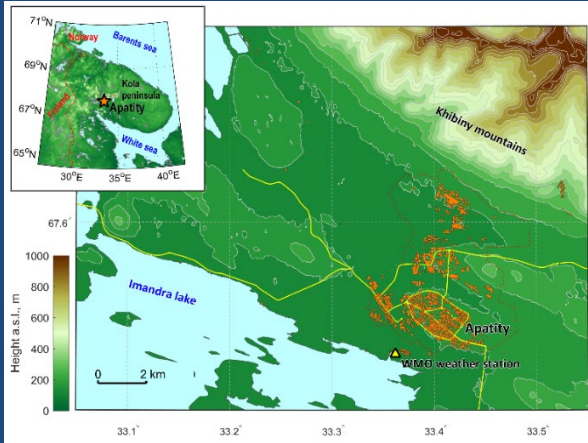 71°N
Norway
Barents sea
69°N
Kola
peninsula
Apatity
Finland
67°N
White sea
65°N
30°E 35°E 40°E
Khibiny mountains
67.6°
1000
800
600
400
200
0
Height a.s.l., m
Imandra lake
Apatity
WMO weather station
0 2 km
33.1° 33.2° 33.3° 33.4° 33.5°